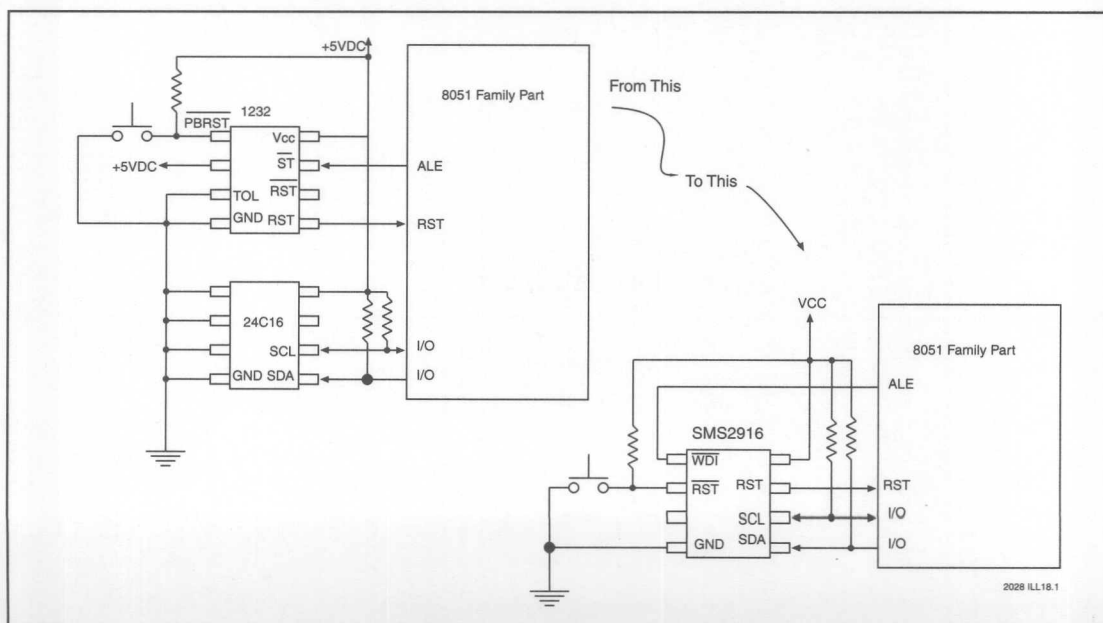 +5VDC
8051 Family Part
PBRST
1232
Vcc
+5VDC
ST
ALE
TOL
RST
GND
RST
RST
24C16
SCL
I/O
GND
SDA
I/O
From This
To This
VCC
8051 Family Part
ALE
SMS2916
WDI
RST
RST
RST
SCL
I/O
GND
SDA
I/O
2028 ILL18.1